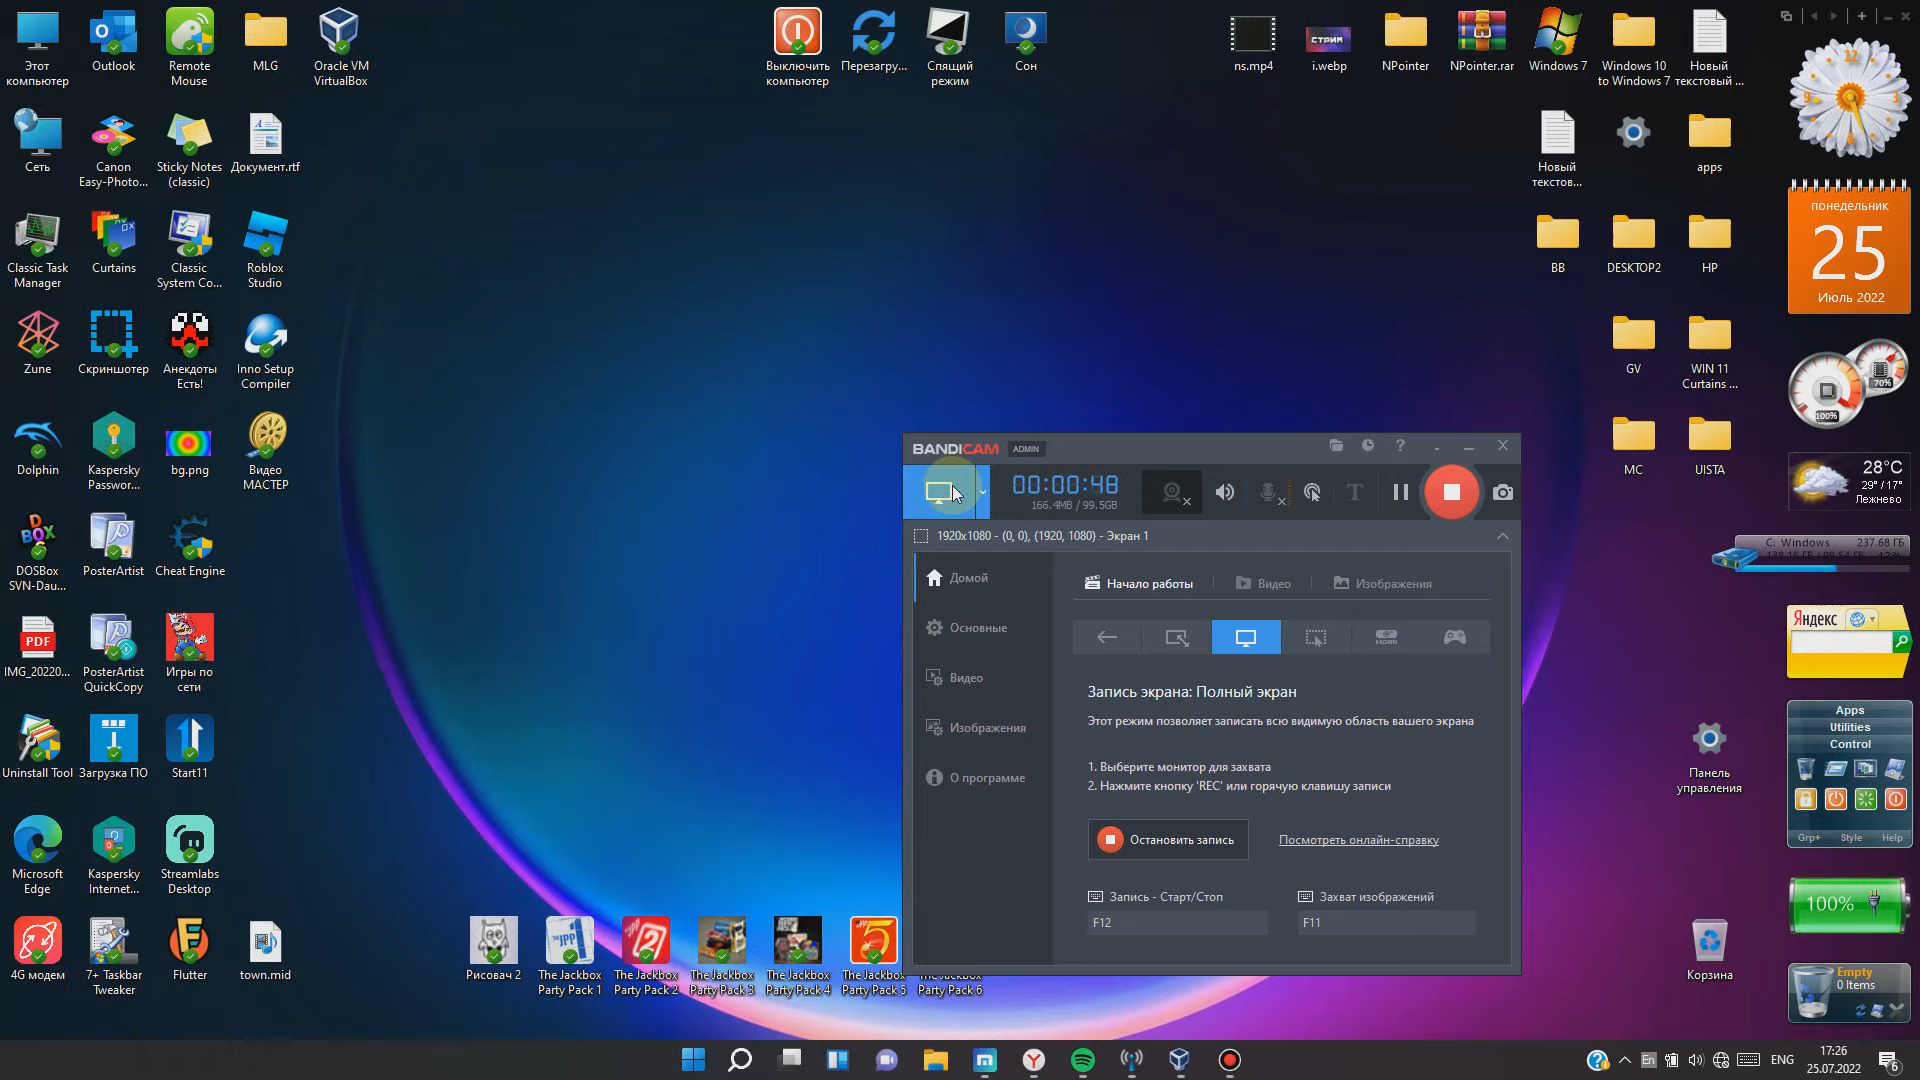 Этот
компьютер
Outlook
Remote
Mouse
MLG
Oracle VM
VirtualBox
Выключить
компьютер
Перезагру...
Спящий
режим
Сон
ns.mp4
СТРИМ
i.webp
NPointer
NPointer.rar
Windows 7
Windows 10
to Windows 7
Новый
текстовый ...
12
3
6
9
Сеть
Canon
Easy-Photo...
Sticky Notes
(classic)
Документ.rtf
Новый
текстов...
apps
понедельник
25
Июль 2022
Classic Task
Manager
Curtains
Classic
System Co...
Roblox
Studio
BB
DESKTOP2
HP
Zune
Скриншотер
Анекдоты
Есть!
Inno Setup
Compiler
GV
WIN 11
Curtains ...
70%
100%
Dolphin
Kaspersky
Passwor...
bg.png
Видео
МАСТЕР
MC
UISTA
28°C
29° / 17°
Лежнево
BANDICAM ADMIN
00:00:48
166.4MB / 99.5GB
1920x1080 - (0, 0), (1920, 1080) - Экран 1
Домой
Основные
Видео
Изображения
О программе
Начало работы
Видео
Изображения
HDMI
Запись экрана: Полный экран
Этот режим позволяет записать всю видимую область вашего экрана
1. Выберите монитор для захвата
2. Нажмите кнопку 'REC' или горячую клавишу записи
Остановить запись
Посмотреть онлайн-справку
Запись - Старт/Стоп
Захват изображений
F12
F11
C: Windows 237.68 ГБ
DOSBox
SVN-Dau...
PosterArtist
Cheat Engine
Яндекс
PDF
IMG_20220...
PosterArtist
QuickCopy
Игры по
сети
Apps
Utilities
Control
Grp+ Style Help
Uninstall Tool
Загрузка ПО
Start11
Панель
управления
Microsoft
Edge
Kaspersky
Internet...
Streamlabs
Desktop
100%
4G модем
7+ Taskbar
Tweaker
Flutter
town.mid
Рисовач 2
The Jackbox
Party Pack 1
The Jackbox
Party Pack 2
The Jackbox
Party Pack 3
The Jackbox
Party Pack 4
The Jackbox
Party Pack 5
Party Pack 6
Корзина
Empty
0 Items
En
ENG
17:26
25.07.2022
6